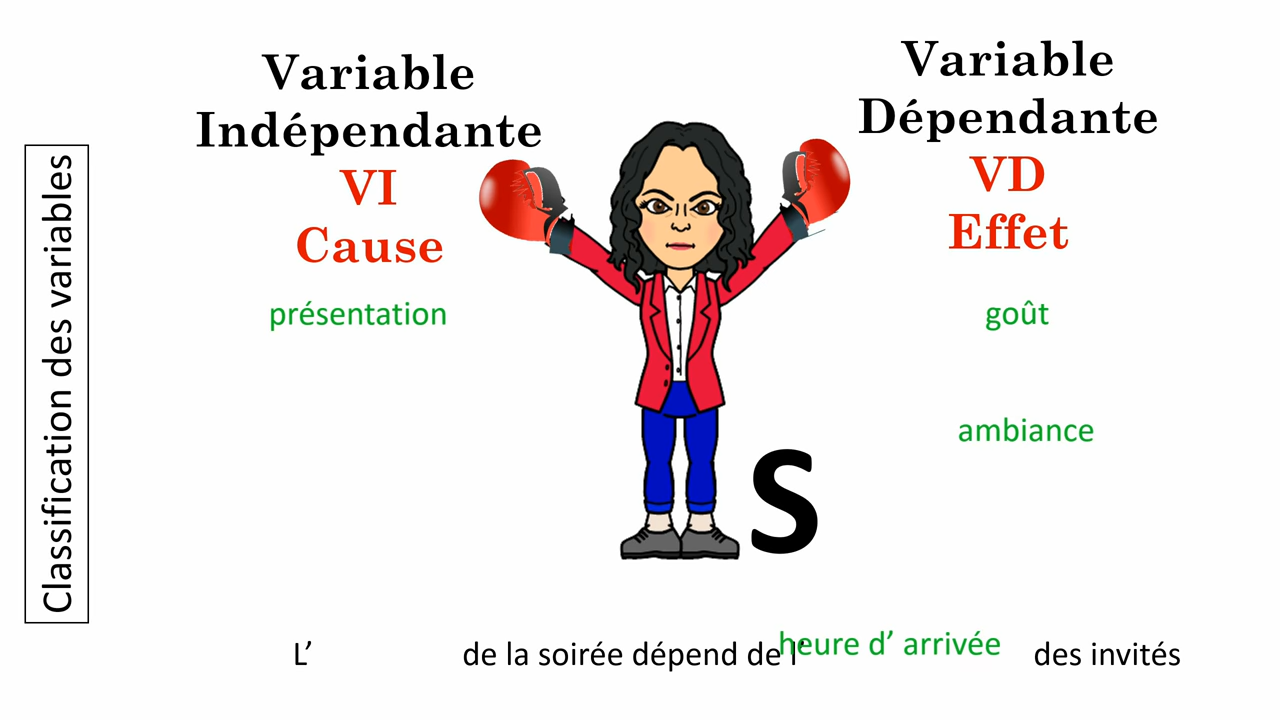 Classification des variables
Variable
Indépendante
VI
Cause
présentation
Variable
Dépendante
VD
Effet
goût
ambiance
S
L’ de la soirée dépend de l’ heure d’ arrivée des invités